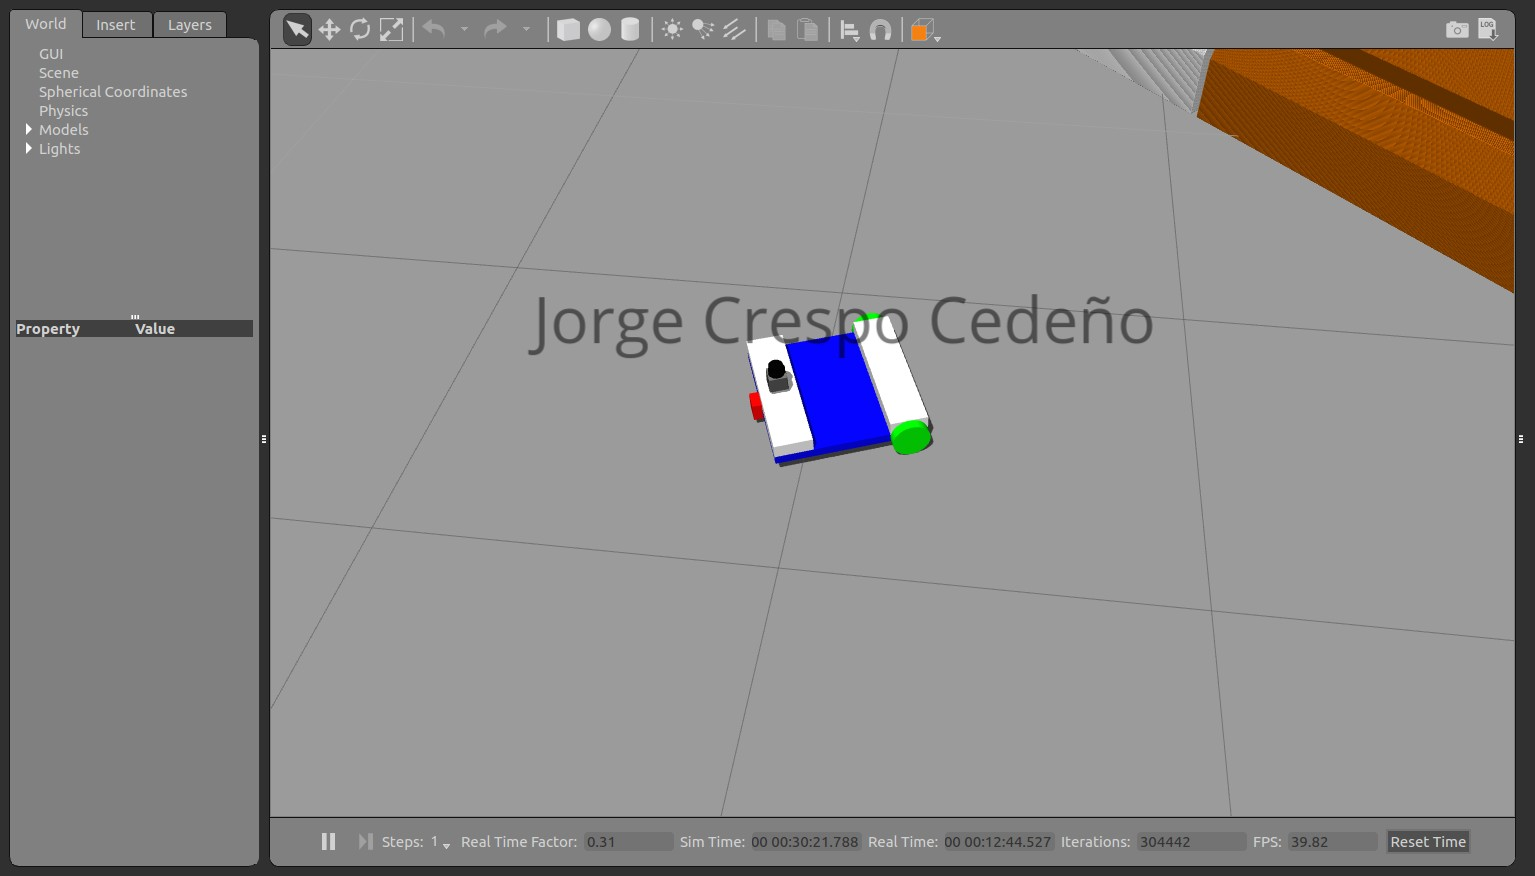 World Insert Layers
GUI
Scene
Spherical Coordinates
Physics
Models
Lights
Property Value
LOG
Jorge Crespo Cedeño
Steps: 1 Real Time Factor: 0.31 Sim Time: 00 00:30:21.788 Real Time: 00 00:12:44.527 Iterations: 304442 FPS: 39.82 Reset Time